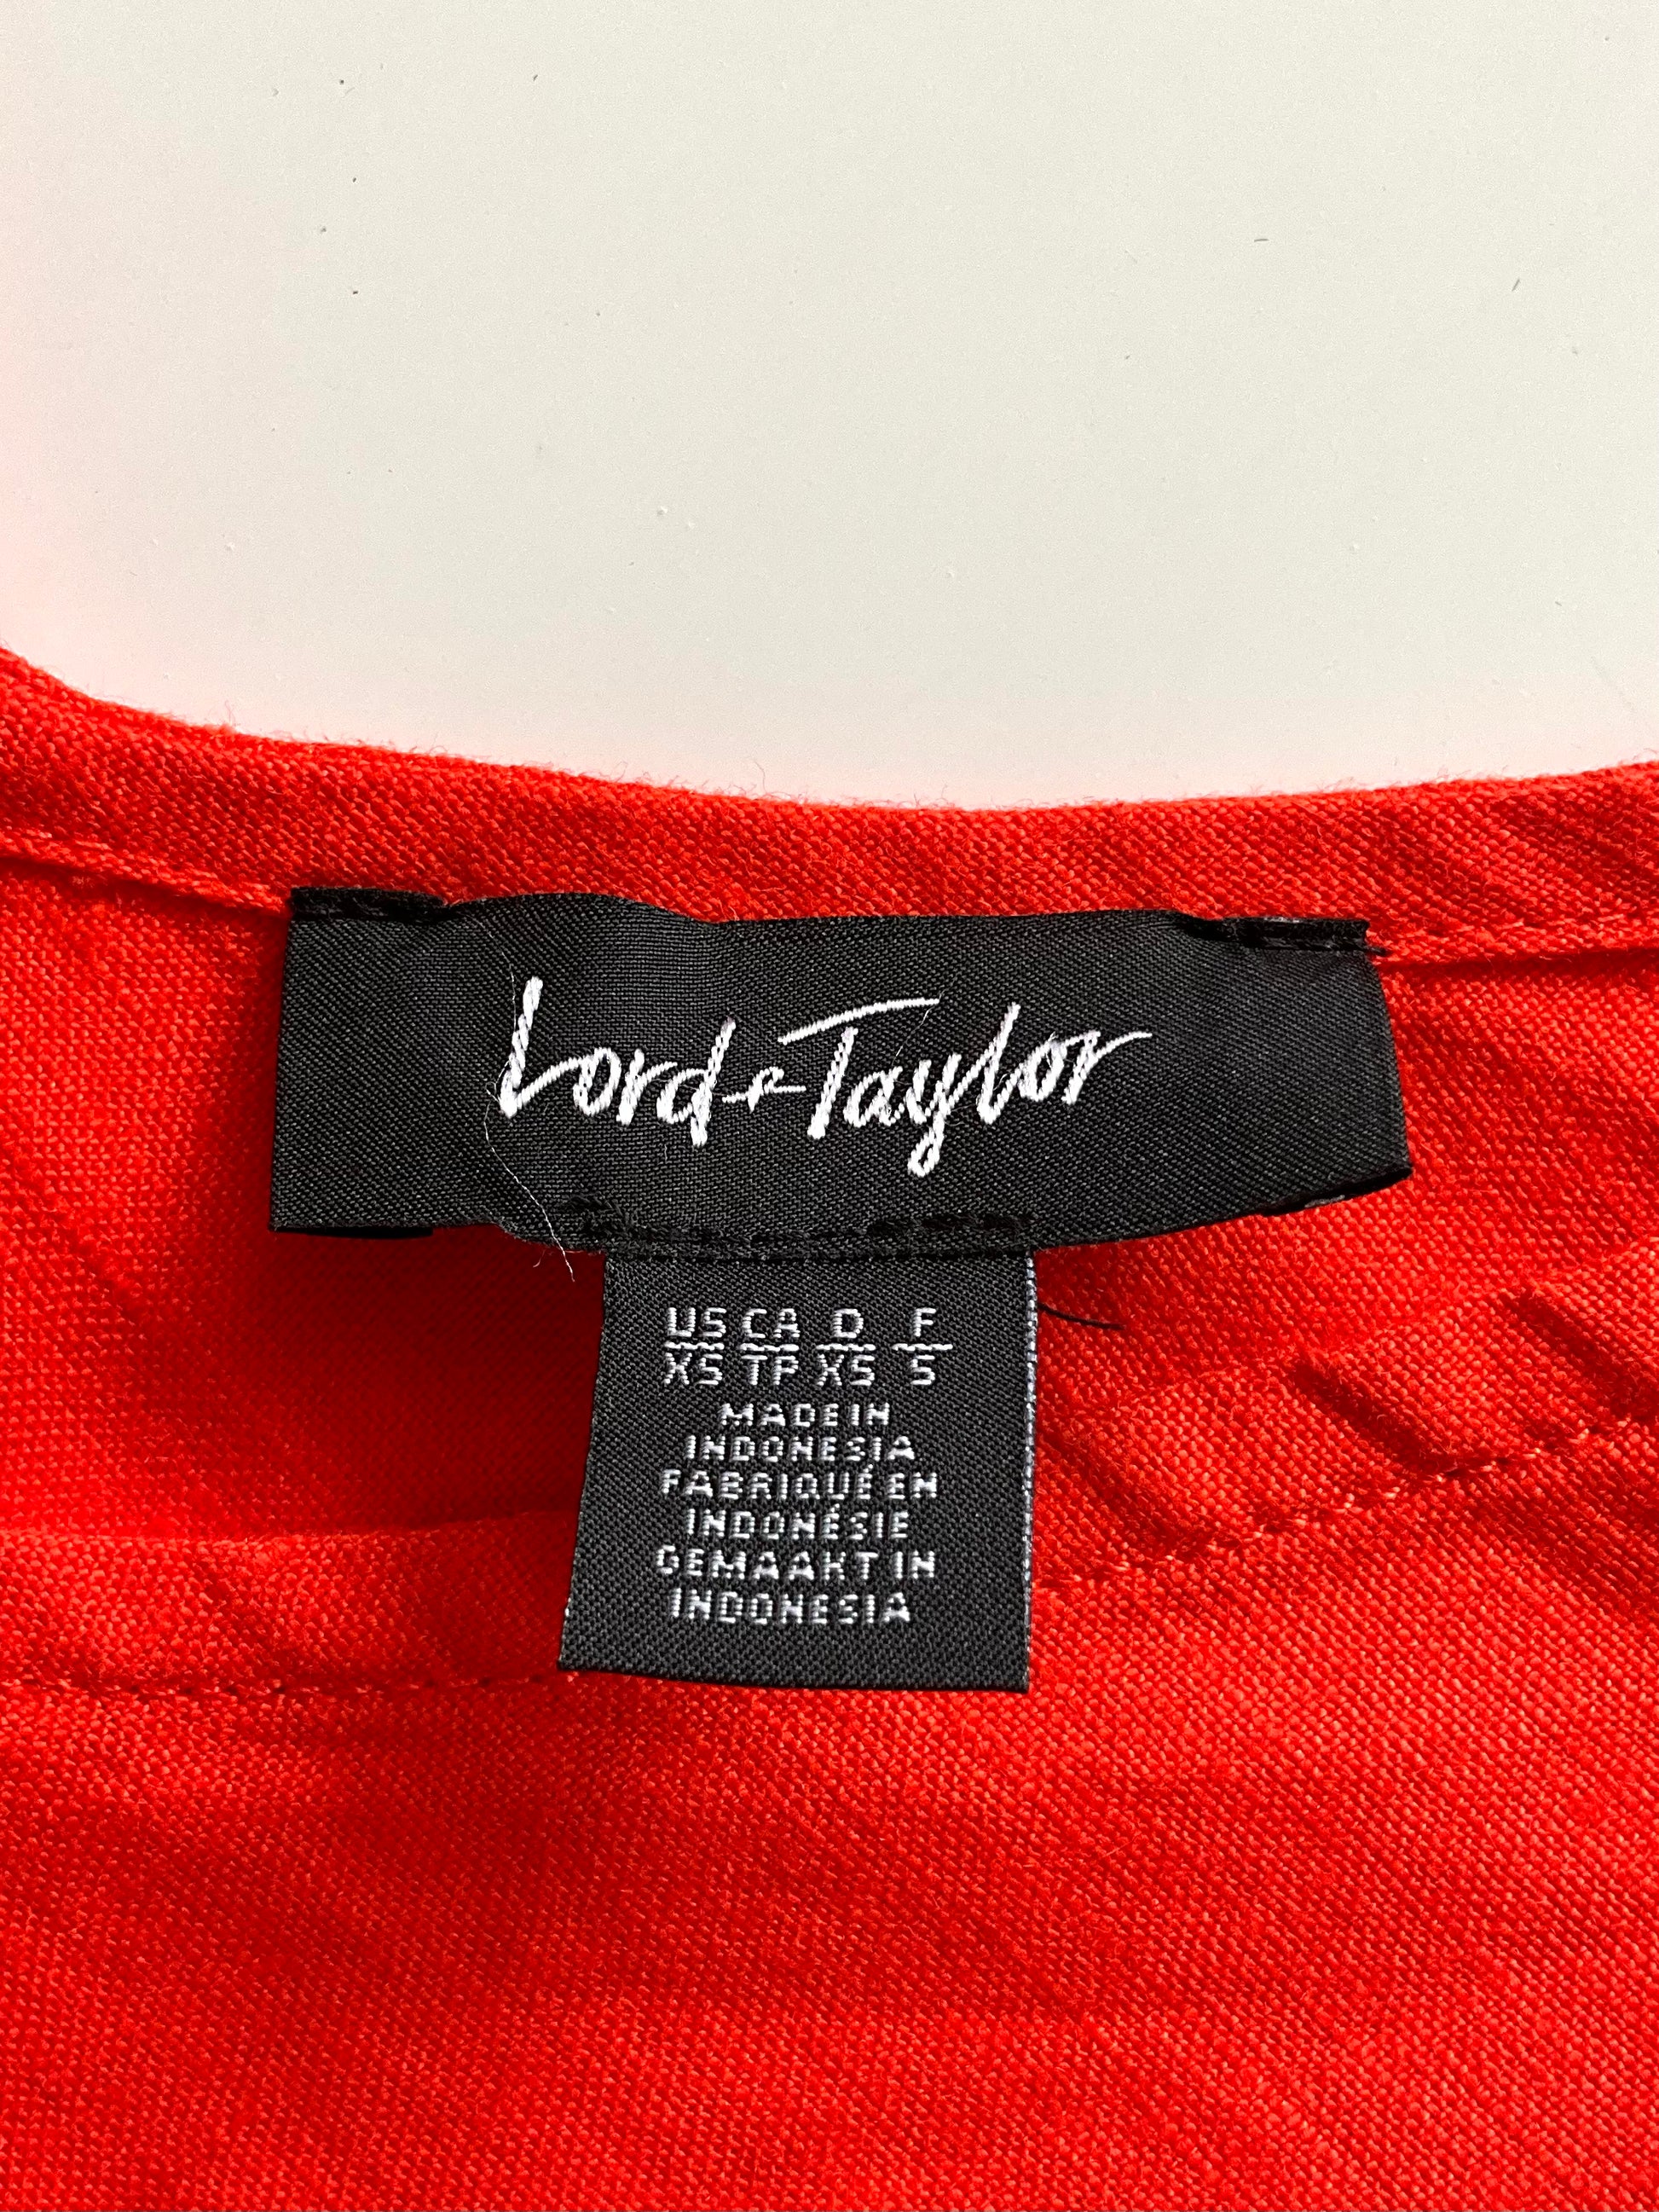 Lord & Taylor
US CA D F
XS TP XS S
MADE IN
INDONESIA
FABRIQUÉ EN
INDONÉSIE
GEMAAKT IN
INDONESIA